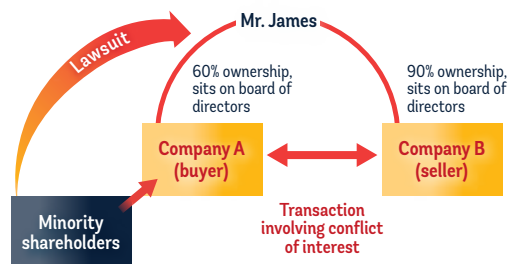 Mr. James
Lawsuit
60% ownership,
sits on board of
directors
90% ownership,
sits on board of
directors
Company A
(buyer)
Company B
(seller)
Minority
shareholders
Transaction
involving conflict
of interest